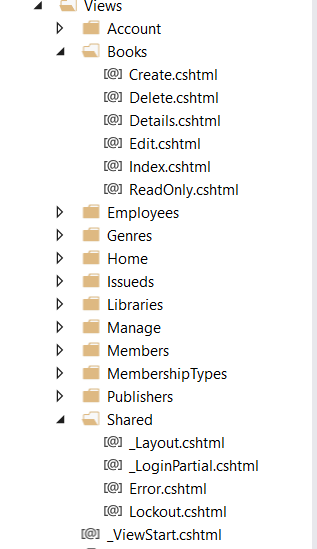 Views
Account
Books
[@] Create.cshtml
[@] Delete.cshtml
[@] Details.cshtml
[@] Edit.cshtml
[@] Index.cshtml
[@] ReadOnly.cshtml
Employees
Genres
Home
Issueds
Libraries
Manage
Members
MembershipTypes
Publishers
Shared
[@] _Layout.cshtml
[@] _LoginPartial.cshtml
[@] Error.cshtml
[@] Lockout.cshtml
[@] _ViewStart.cshtml